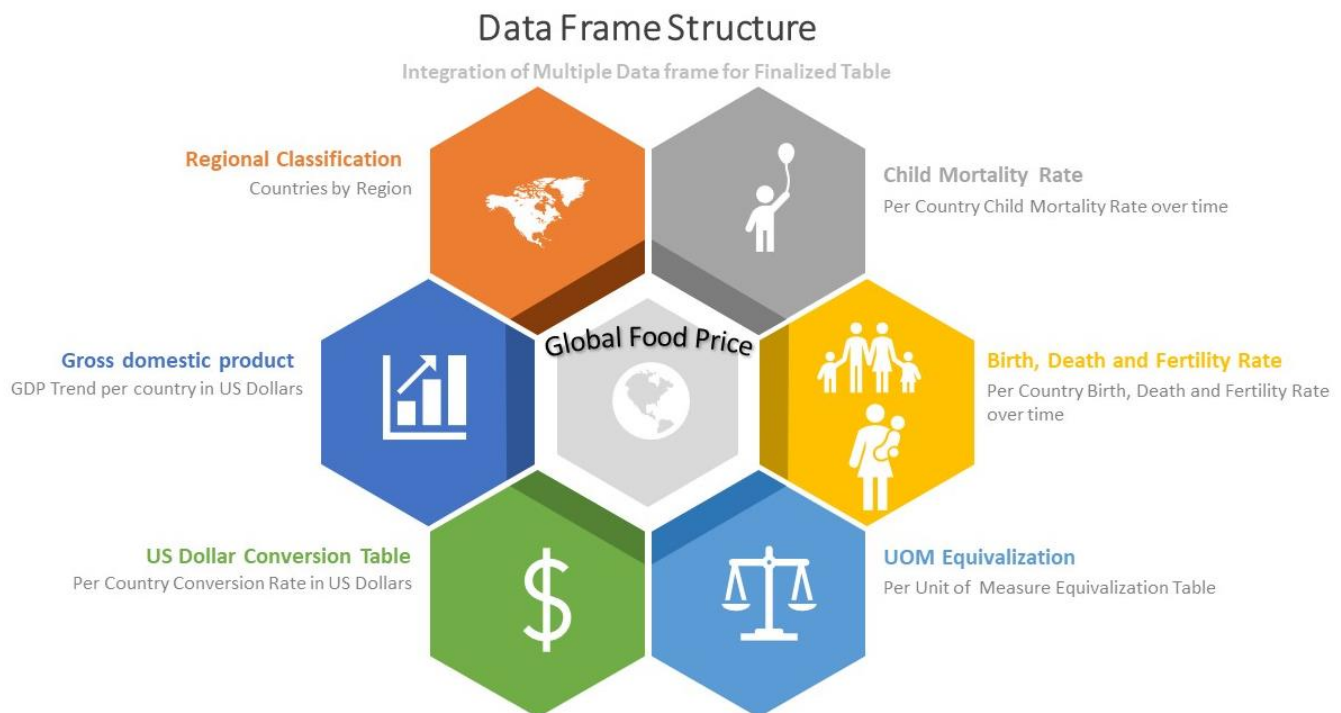 Data Frame Structure
Integration of Multiple Data frame for Finalized Table
Regional Classification
Countries by Region
Child Mortality Rate
Per Country Child Mortality Rate over time
Global Food Price
Gross domestic product
GDP Trend per country in US Dollars
Birth, Death and Fertility Rate
Per Country Birth, Death and Fertility Rate
over time
US Dollar Conversion Table
Per Country Conversion Rate in US Dollars
$
UOM Equivalization
Per Unit of Measure Equivalization Table